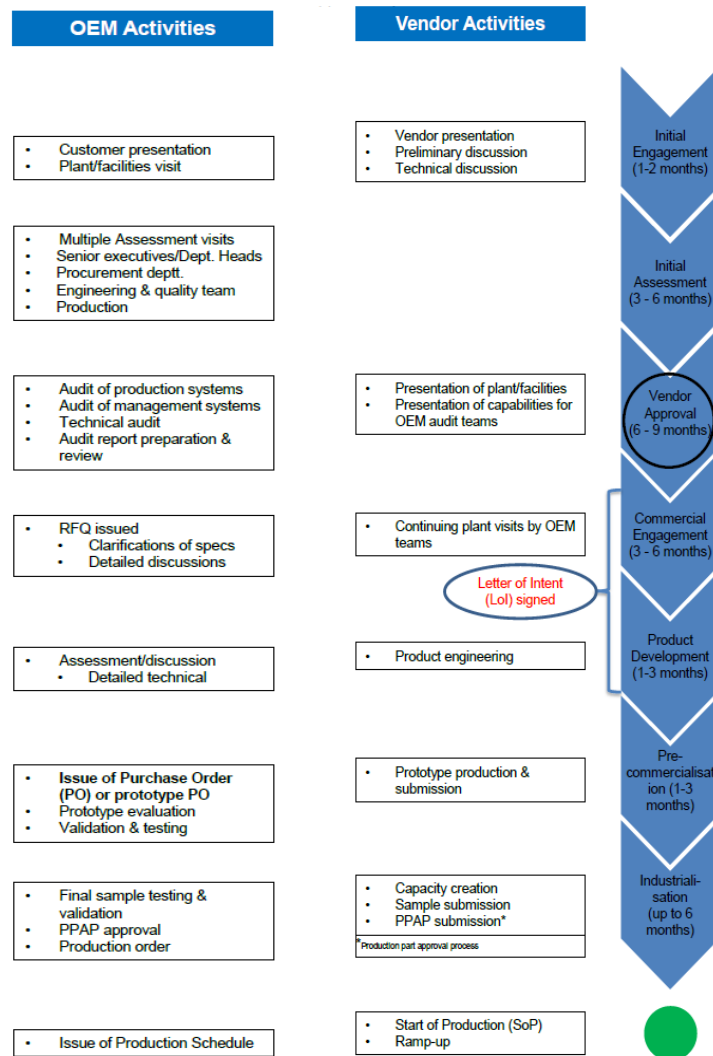 OEM Activities
Vendor Activities
• Customer presentation
• Plant/facilities visit
• Vendor presentation
• Preliminary discussion
• Technical discussion
Initial
Engagement
(1-2 months)
• Multiple Assessment visits
• Senior executives/Dept. Heads
• Procurement deptt.
• Engineering & quality team
• Production
Initial
Assessment
(3 - 6 months)
• Audit of production systems
• Audit of management systems
• Technical audit
• Audit report preparation &
review
• Presentation of plant/facilities
• Presentation of capabilities for
OEM audit teams
Vendor
Approval
(6 - 9 months)
• RFQ issued
• Clarifications of specs
• Detailed discussions
• Continuing plant visits by OEM
teams
Commercial
Engagement
(3 - 6 months)
Letter of Intent
(LoI) signed
• Assessment/discussion
• Detailed technical
• Product engineering
Product
Development
(1-3 months)
• Issue of Purchase Order
(PO) or prototype PO
• Prototype evaluation
• Validation & testing
• Prototype production &
submission
Pre-
commercialisat
ion (1-3
months)
• Final sample testing &
validation
• PPAP approval
• Production order
• Capacity creation
• Sample submission
• PPAP submission*
*Production part approval process
Industriali-
sation
(up to 6
months)
• Issue of Production Schedule
• Start of Production (SoP)
• Ramp-up